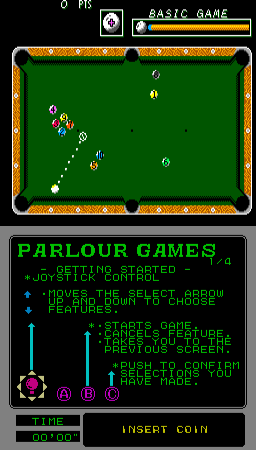 0 PTS
BASIC GAME
PARLOUR GAMES
1/4
- GETTING STARTED -
*JOYSTICK CANTROL
·MOVES THE SELECT ARROW
UP AND DOWN TO CHOOSE
FEATURES.
*·STARTS GAME.
·CANCELS FEATURE.
·TAKES YOU TO THE
PREVIOUS SCREEN.
*PUSH TO CONFIRM
SELECTIONS YOU
HAVE MADE.
A B C
TIME
00'00"
INSERT COIN